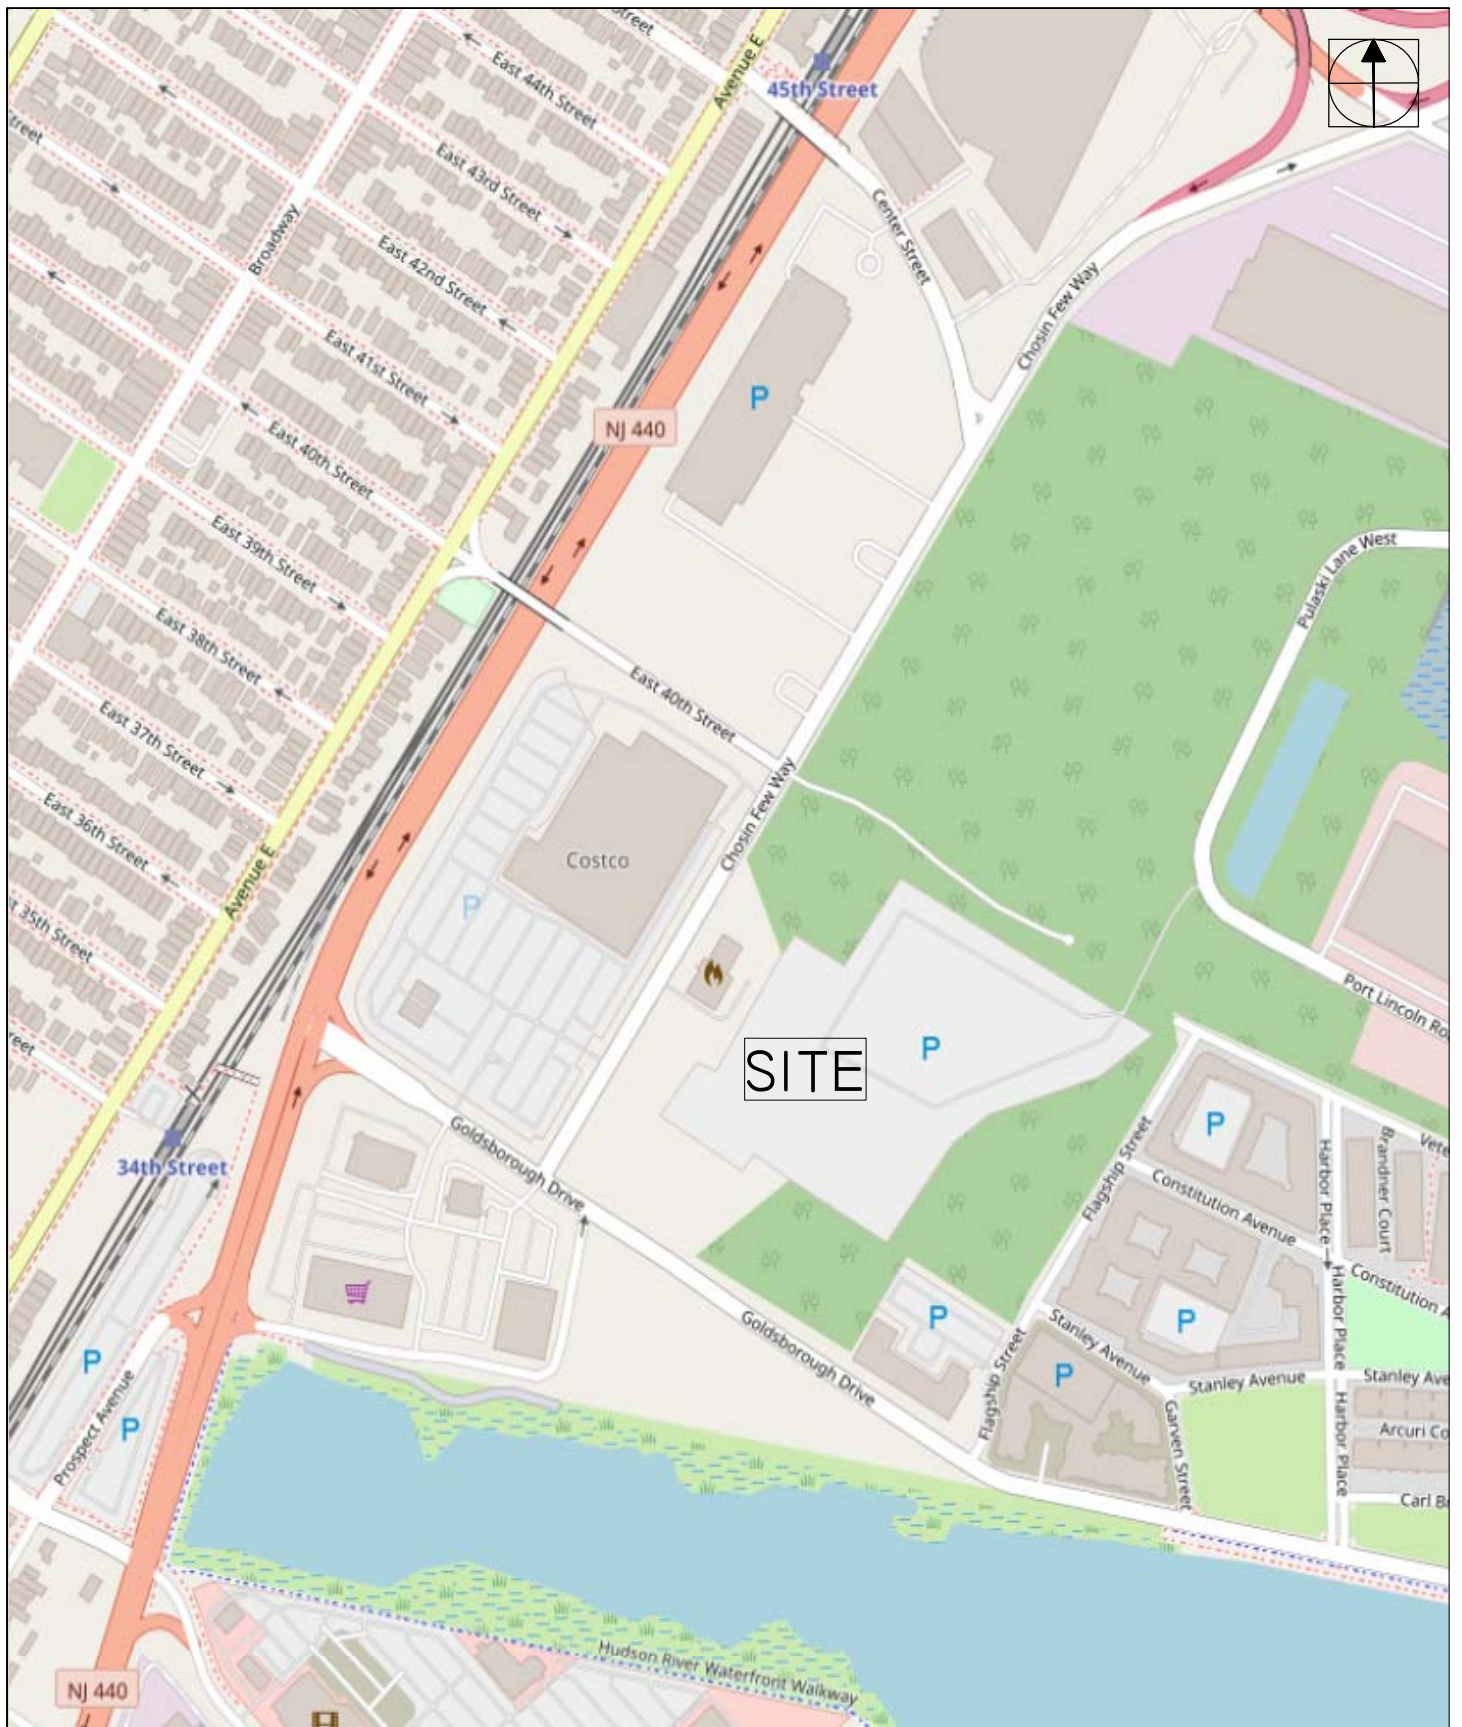 Street
East 44th Street
Avenue E
45th Street
East 43rd Street
Center Street
Broadway
East 42nd Street
Chosin Few Way
East 41st Street
P
NJ 440
East 40th Street
East 39th Street
Pulaski Lane West
East 38th Street
East 40th Street
East 37th Street
Chosin Few Way
East 36th Street
Costco
Avenue E
P
35th Street
Port Lincoln Ro
P
SITE
P
Goldsborough Drive
34th Street
Flagship Street
Harbor Place
Brandner Court
Vete
Constitution Avenue
Constitution A
Harbor Place
P
P
P
Goldsborough Drive
Stanley Avenue
Flagship Street
P
Stanley Avenue
Stanley Ave
Prospect Avenue
P
Garven Street
Harbor Place
Arcuri Co
Carl B
Hudson River Waterfront Walkway
NJ 440